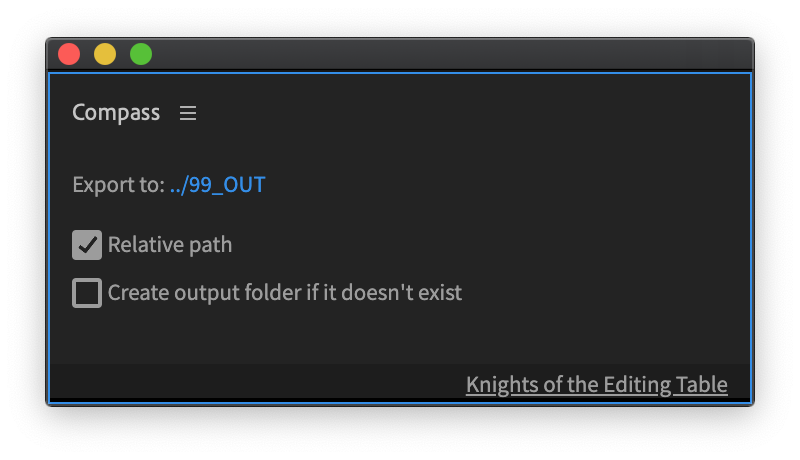 Compass
Export to: ../99_OUT
Relative path
Create output folder if it doesn't exist
Knights of the Editing Table